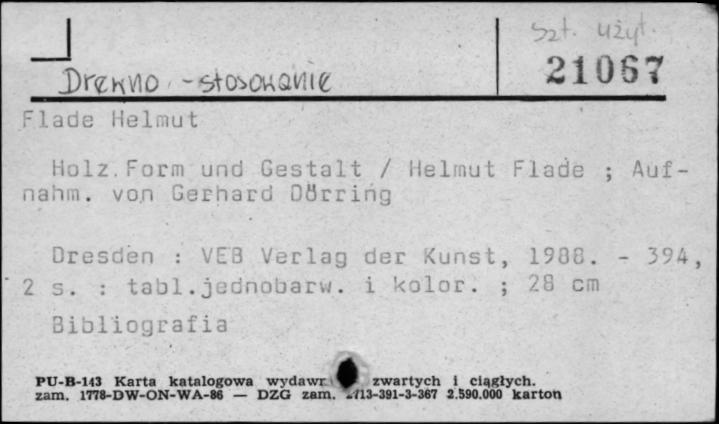 szt. użyt.
Drewno - stosowanie 21067
Flade Helmut
Holz.Form und Gestalt / Helmut Flade ; Auf-
nahm. von Gerhard Dörring
Dresden : VEB Verlag der Kunst, 1988. - 394,
2 s. : tabl.jednobarw. i kolor. ; 28 cm
Bibliografia
PU-B-143 Karta katalogowa wydawn. zwartych i ciągłych.
zam. 1778-DW-ON-WA-86 — DZG zam. 2713-391-3-367 2.590.000 karton